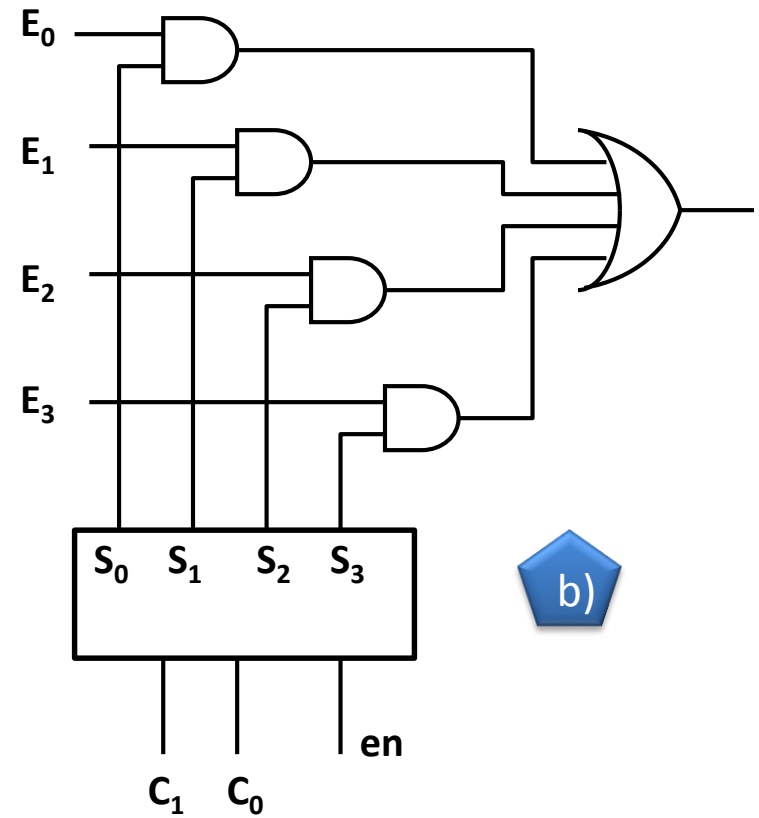 E₀
E₁
E₂
E₃
S₀ S₁ S₂ S₃
b)
en
C₁ C₀